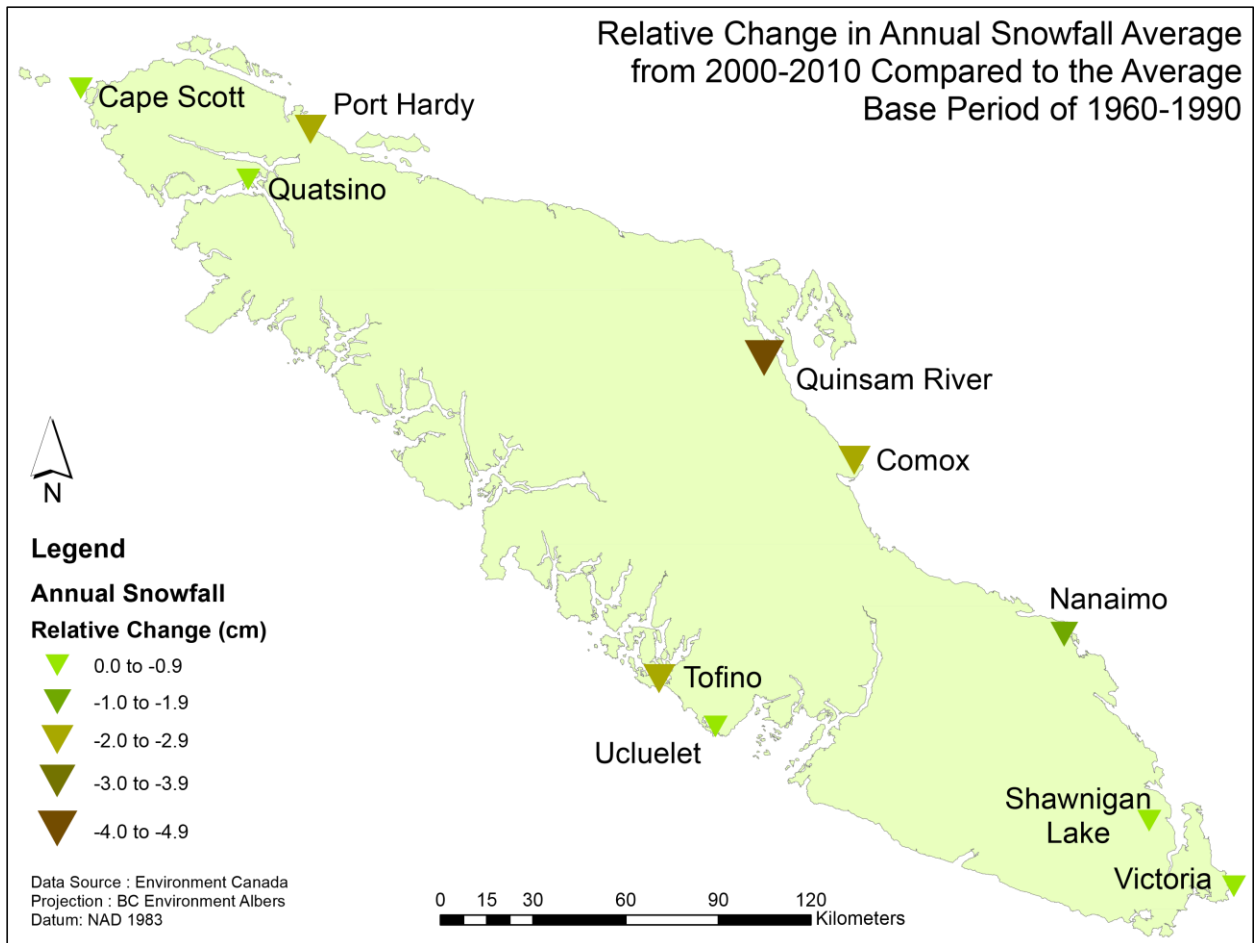 Relative Change in Annual Snowfall Average
from 2000-2010 Compared to the Average
Base Period of 1960-1990
Cape Scott
Port Hardy
Quatsino
Quinsam River
Comox
Nanaimo
Tofino
Ucluelet
Shawnigan
Lake
Victoria
N
Legend
Annual Snowfall
Relative Change (cm)
0.0 to -0.9
-1.0 to -1.9
-2.0 to -2.9
-3.0 to -3.9
-4.0 to -4.9
Data Source : Environment Canada
Projection : BC Environment Albers
Datum: NAD 1983
0 15 30 60 90 120
Kilometers